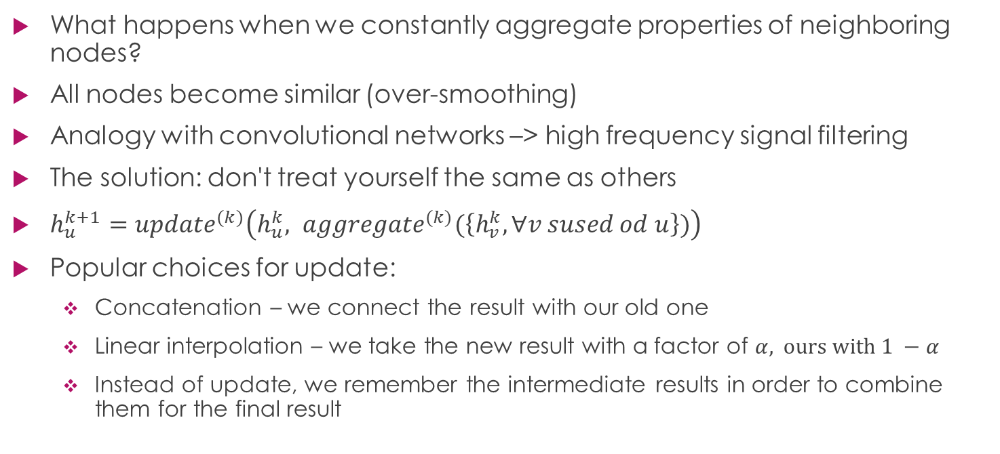 What happens when we constantly aggregate properties of neighboring
nodes?
All nodes become similar (over-smoothing)
Analogy with convolutional networks –> high frequency signal filtering
The solution: don't treat yourself the same as others
$h_u^{k+1} = update^{(k)}(h_u^k, aggregate^{(k)}(\{h_v^k, \forall v \ sused \ od \ u\}))$
Popular choices for update:
Concatenation – we connect the result with our old one
Linear interpolation – we take the new result with a factor of α, ours with 1 − α
Instead of update, we remember the intermediate results in order to combine
them for the final result